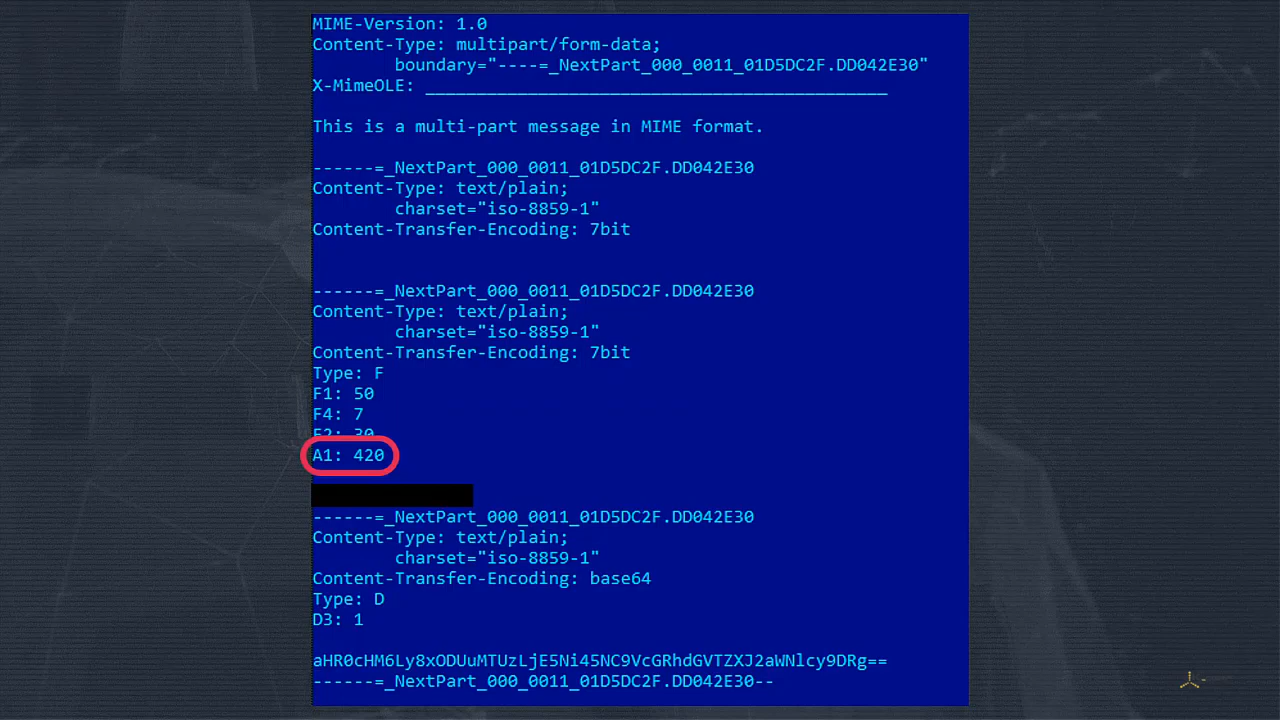 MIME-Version: 1.0
Content-Type: multipart/form-data;
boundary="----=_NextPart_000_0011_01D5DC2F.DD042E30"
X-MimeOLE: _____________________________________________
This is a multi-part message in MIME format.
------=_NextPart_000_0011_01D5DC2F.DD042E30
Content-Type: text/plain;
charset="iso-8859-1"
Content-Transfer-Encoding: 7bit
------=_NextPart_000_0011_01D5DC2F.DD042E30
Content-Type: text/plain;
charset="iso-8859-1"
Content-Transfer-Encoding: 7bit
Type: F
F1: 50
F4: 7
F2: 30
A1: 420
------=_NextPart_000_0011_01D5DC2F.DD042E30
Content-Type: text/plain;
charset="iso-8859-1"
Content-Transfer-Encoding: base64
Type: D
D3: 1
aHR0cHM6Ly8xODUuMTUzLjE5Ni45NC9VcGRhdGVTZXJ2aWNlcy9DRg==
------=_NextPart_000_0011_01D5DC2F.DD042E30--